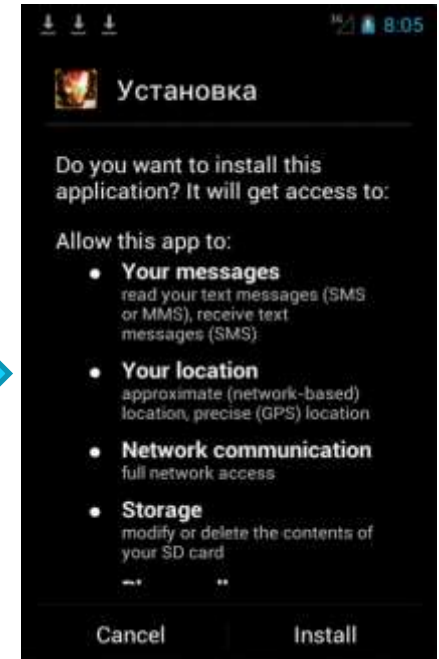 8:05
Установка
Do you want to install this
application? It will get access to:
Allow this app to:
● Your messages
read your text messages (SMS
or MMS), receive text
messages (SMS)
● Your location
approximate (network-based)
location, precise (GPS) location
● Network communication
full network access
● Storage
modify or delete the contents of
your SD card
Cancel Install